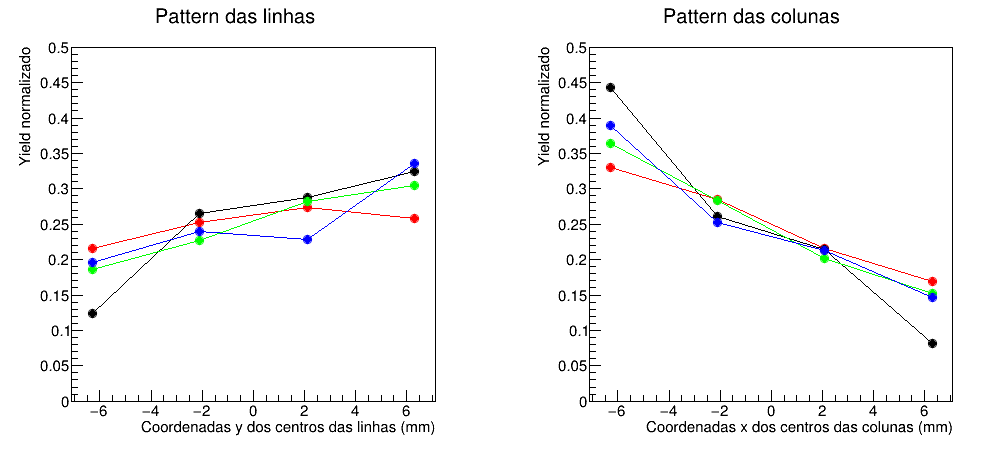 Pattern das linhas
Yield normalizado
0.5
0.45
0.4
0.35
0.3
0.25
0.2
0.15
0.1
0.05
0
−6 −4 −2 0 2 4 6
Coordenadas y dos centros das linhas (mm)
Pattern das colunas
Yield normalizado
0.5
0.45
0.4
0.35
0.3
0.25
0.2
0.15
0.1
0.05
0
−6 −4 −2 0 2 4 6
Coordenadas x dos centros das colunas (mm)